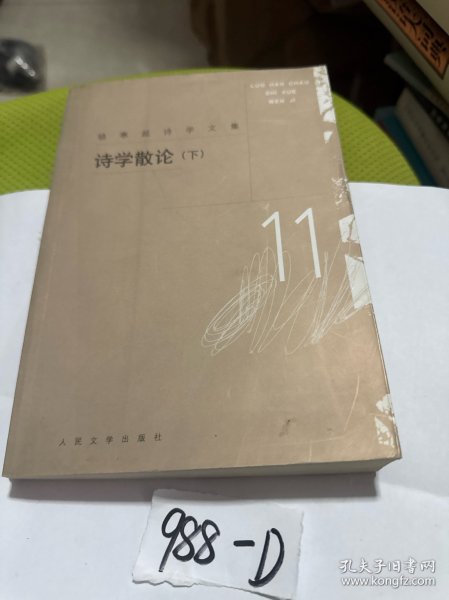 LUO HAN CHAO
SHI XUE
WEN JI
骆寒超诗学文集
诗学散论（下）
11
人民文学出版社
988-D
孔夫子旧书网
www.kongfz.com